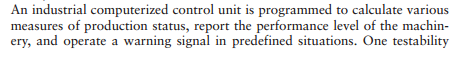 An industrial computerized control unit is programmed to calculate various
measures of production status, report the performance level of the machin-
ery, and operate a warning signal in predefined situations. One testability